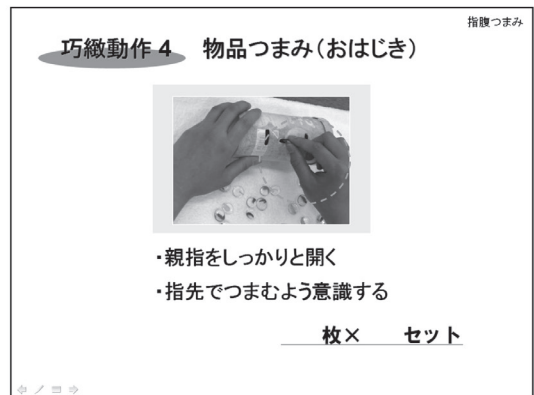 指腹つまみ
巧緻動作 4　物品つまみ（おはじき）
・親指をしっかりと開く
・指先でつまむよう意識する
枚×　セット